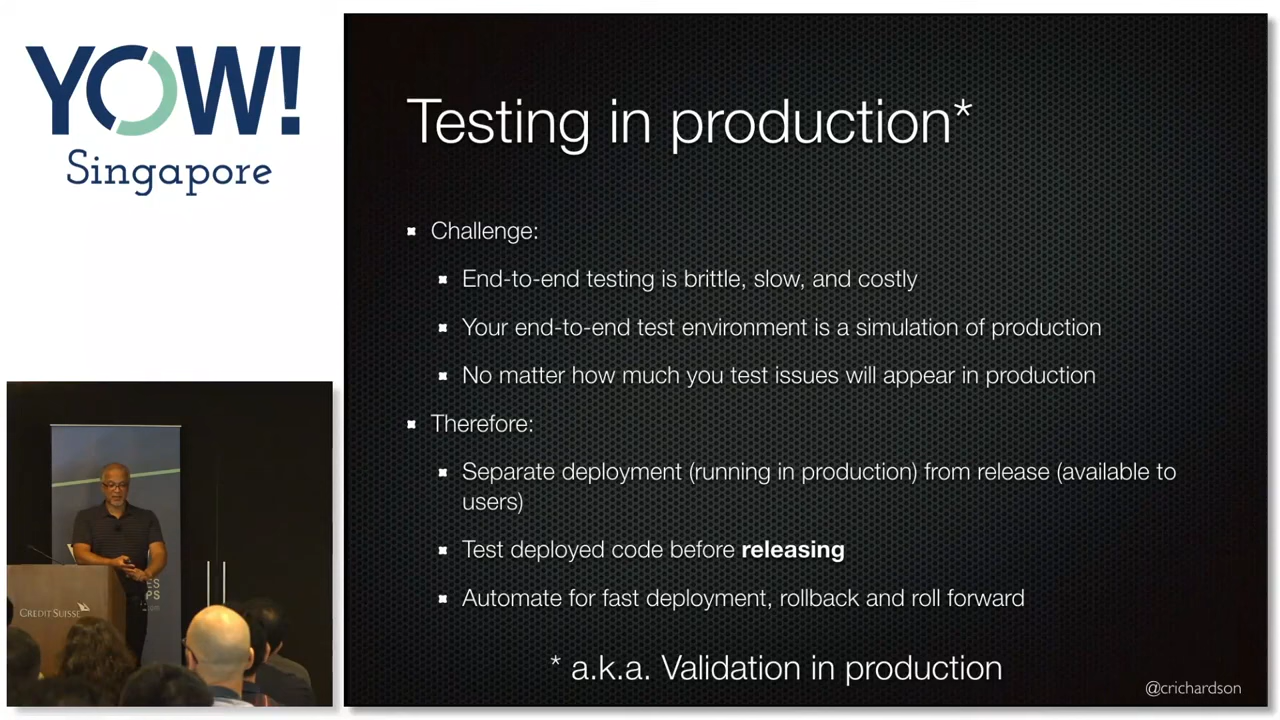 YOW!
Singapore
Testing in production*
Challenge:
End-to-end testing is brittle, slow, and costly
Your end-to-end test environment is a simulation of production
No matter how much you test issues will appear in production
Therefore:
Separate deployment (running in production) from release (available to
users)
Test deployed code before releasing
Automate for fast deployment, rollback and roll forward
* a.k.a. Validation in production
@crichardson
CREDIT SUISSE